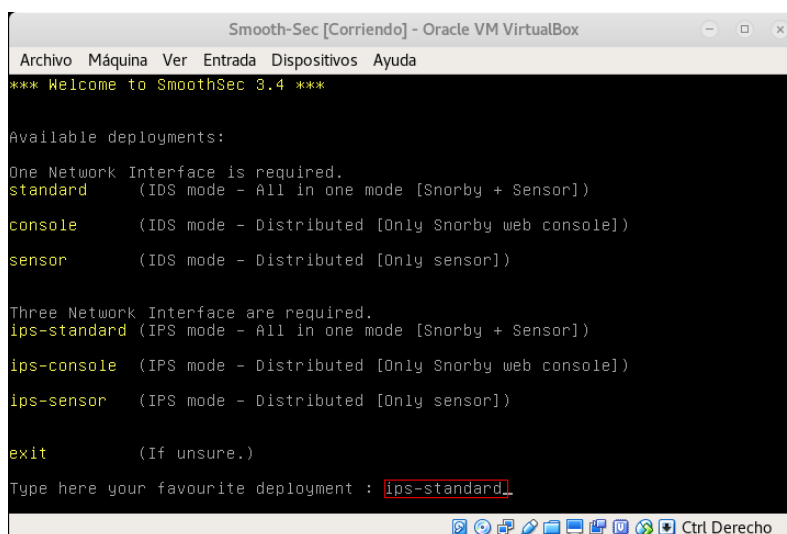 Smooth-Sec [Corriendo] - Oracle VM VirtualBox
Archivo Máquina Ver Entrada Dispositivos Ayuda
*** Welcome to SmoothSec 3.4 ***
Available deployments:
One Network Interface is required.
standard (IDS mode - All in one mode [Snorby + Sensor])
console (IDS mode - Distributed [Only Snorby web console])
sensor (IDS mode - Distributed [Only sensor])
Three Network Interface are required.
ips-standard (IPS mode - All in one mode [Snorby + Sensor])
ips-console (IPS mode - Distributed [Only Snorby web console])
ips-sensor (IPS mode - Distributed [Only sensor])
exit (If unsure.)
Type here your favourite deployment : ips-standard_
Ctrl Derecho